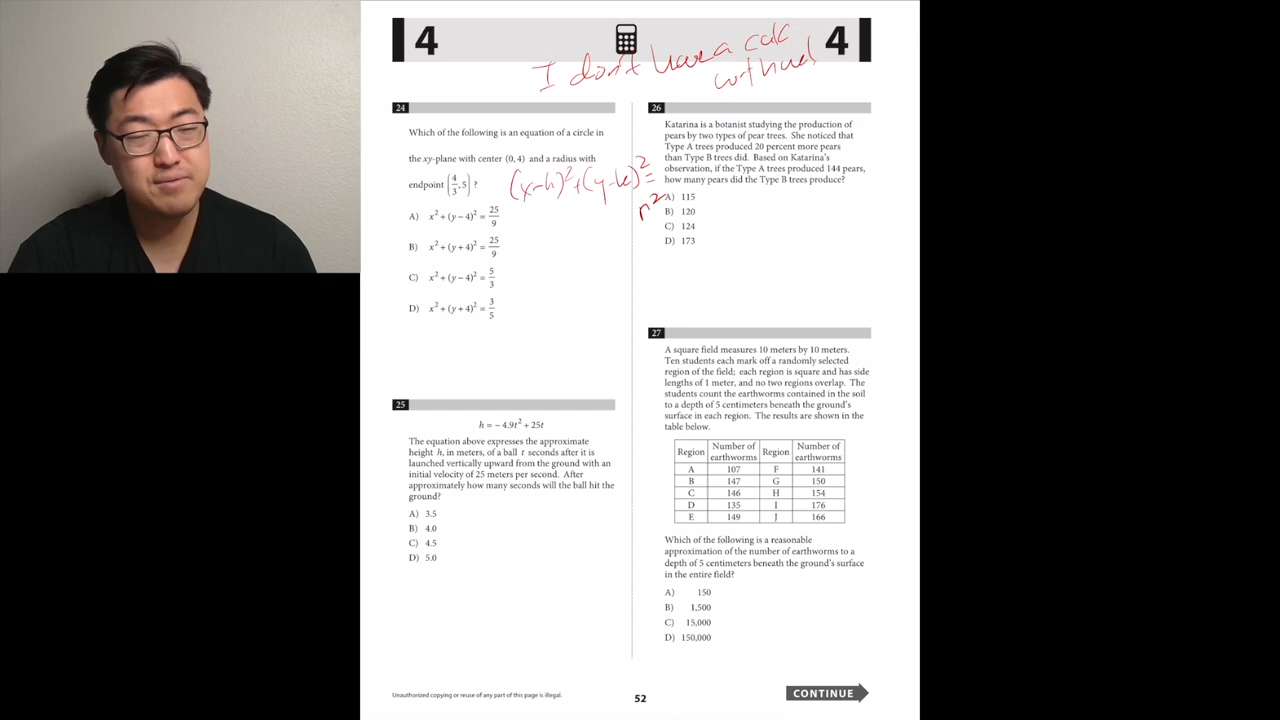 4
4
I don't have a calc
with me
24
Which of the following is an equation of a circle in
the xy-plane with center (0, 4) and a radius with
endpoint (4/3, 5) ?
(x-h)²+(y-k)²=
r²
A) x² + (y − 4)² = 25/9
B) x² + (y + 4)² = 25/9
C) x² + (y − 4)² = 5/3
D) x² + (y + 4)² = 3/5
25
h = − 4.9t² + 25t
The equation above expresses the approximate
height h, in meters, of a ball t seconds after it is
launched vertically upward from the ground with an
initial velocity of 25 meters per second. After
approximately how many seconds will the ball hit the
ground?
A) 3.5
B) 4.0
C) 4.5
D) 5.0
26
Katarina is a botanist studying the production of
pears by two types of pear trees. She noticed that
Type A trees produced 20 percent more pears
than Type B trees did. Based on Katarina's
observation, if the Type A trees produced 144 pears,
how many pears did the Type B trees produce?
A) 115
B) 120
C) 124
D) 173
27
A square field measures 10 meters by 10 meters.
Ten students each mark off a randomly selected
region of the field; each region is square and has side
lengths of 1 meter, and no two regions overlap. The
students count the earthworms contained in the soil
to a depth of 5 centimeters beneath the ground's
surface in each region. The results are shown in the
table below.
Region Number of earthworms Region Number of earthworms
A 107 F 141
B 147 G 150
C 146 H 154
D 135 I 176
E 149 J 166
Which of the following is a reasonable
approximation of the number of earthworms to a
depth of 5 centimeters beneath the ground's surface
in the entire field?
A) 150
B) 1,500
C) 15,000
D) 150,000
Unauthorized copying or reuse of any part of this page is illegal.
52
CONTINUE